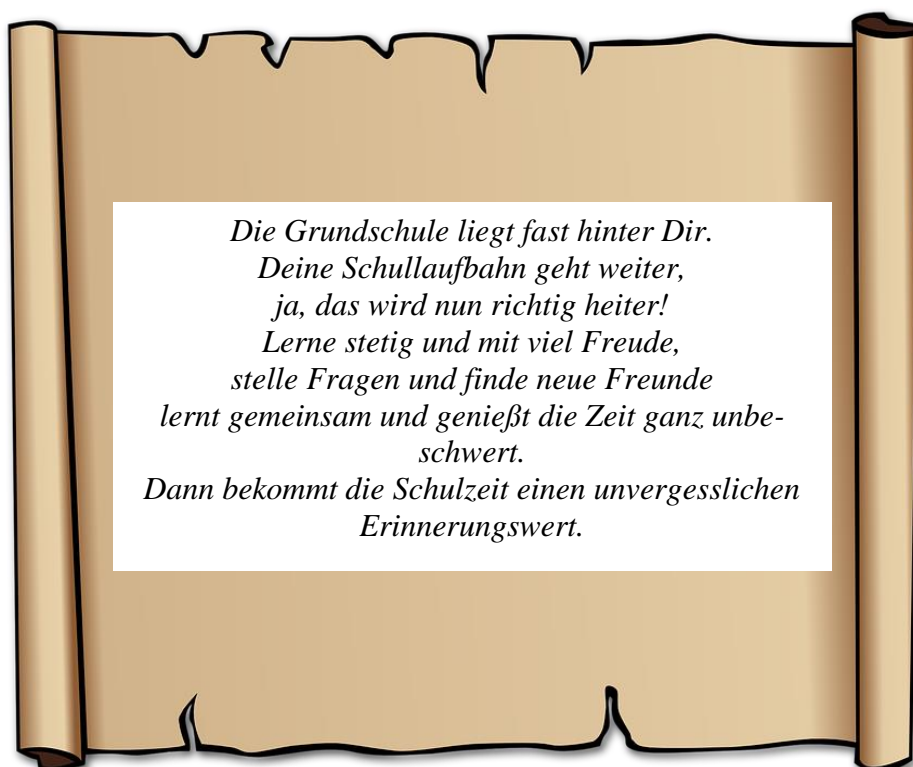 Die Grundschule liegt fast hinter Dir.
Deine Schullaufbahn geht weiter,
ja, das wird nun richtig heiter!
Lerne stetig und mit viel Freude,
stelle Fragen und finde neue Freunde
lernt gemeinsam und genießt die Zeit ganz unbe-
schwert.
Dann bekommt die Schulzeit einen unvergesslichen
Erinnerungswert.